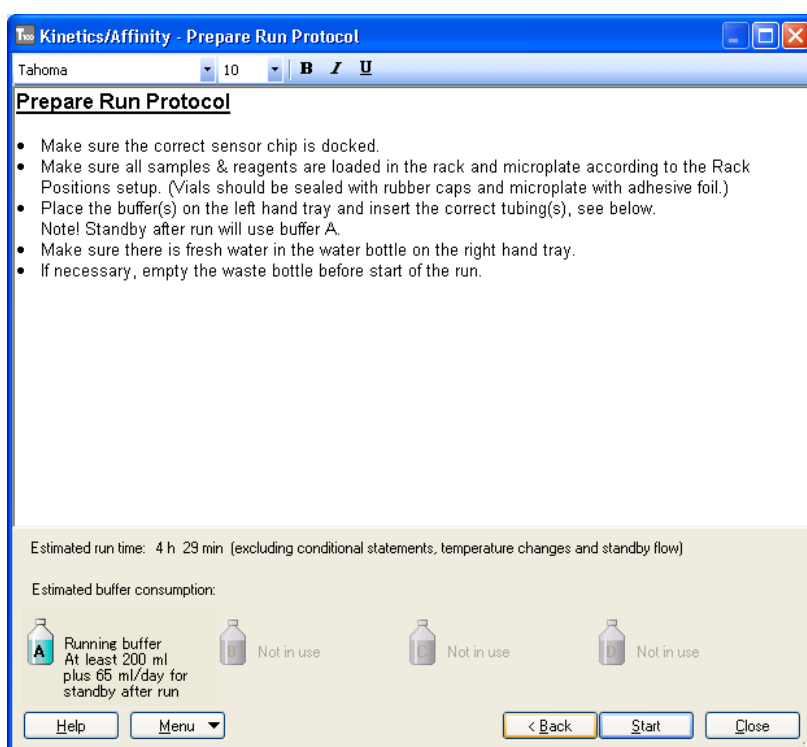 T100 Kinetics/Affinity - Prepare Run Protocol
Tahoma 10 B I U
Prepare Run Protocol
• Make sure the correct sensor chip is docked.
• Make sure all samples & reagents are loaded in the rack and microplate according to the Rack
Positions setup. (Vials should be sealed with rubber caps and microplate with adhesive foil.)
• Place the buffer(s) on the left hand tray and insert the correct tubing(s), see below.
Note! Standby after run will use buffer A.
• Make sure there is fresh water in the water bottle on the right hand tray.
• If necessary, empty the waste bottle before start of the run.
Estimated run time: 4 h 29 min (excluding conditional statements, temperature changes and standby flow)
Estimated buffer consumption:
A
Running buffer
At least 200 ml
plus 65 ml/day for
standby after run
B Not in use
C Not in use
D Not in use
Help Menu < Back Start Close